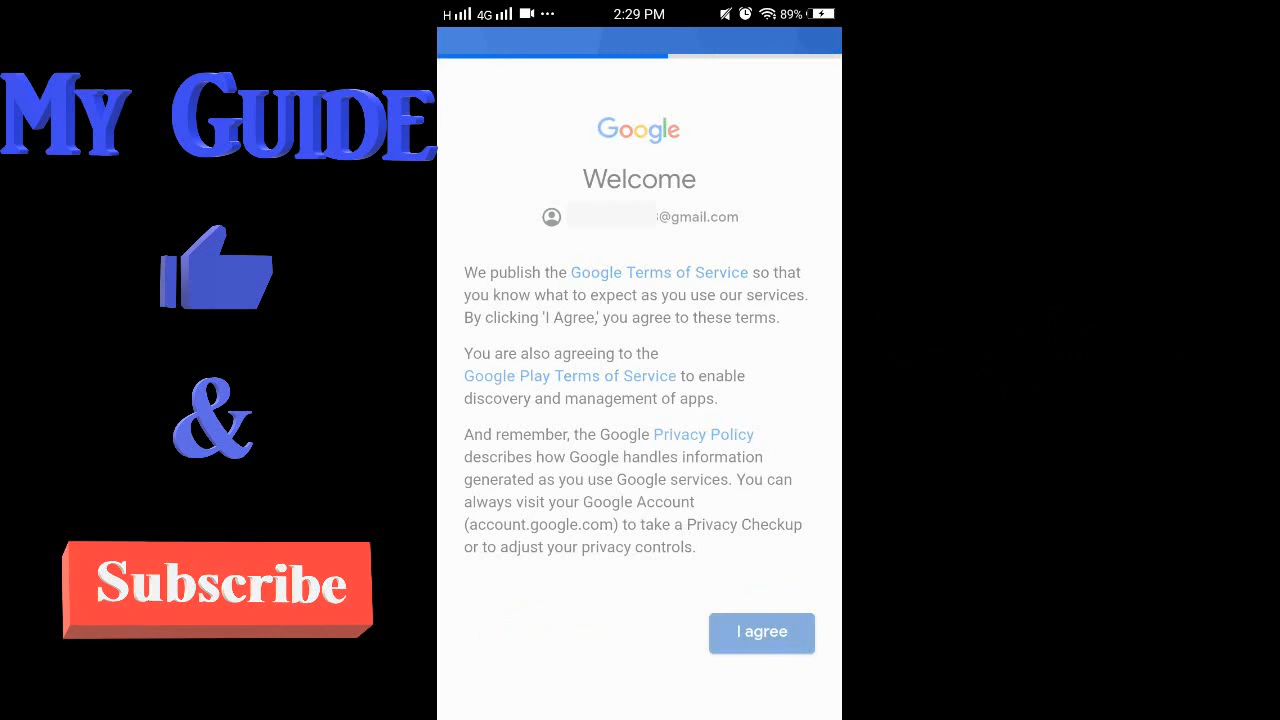 H 4G 2:29 PM 89%
My Guide
Google
Welcome
@gmail.com
We publish the Google Terms of Service so that
you know what to expect as you use our services.
By clicking 'I Agree,' you agree to these terms.
You are also agreeing to the
Google Play Terms of Service to enable
discovery and management of apps.
And remember, the Google Privacy Policy
describes how Google handles information
generated as you use Google services. You can
always visit your Google Account
(account.google.com) to take a Privacy Checkup
or to adjust your privacy controls.
I agree
&
Subscribe